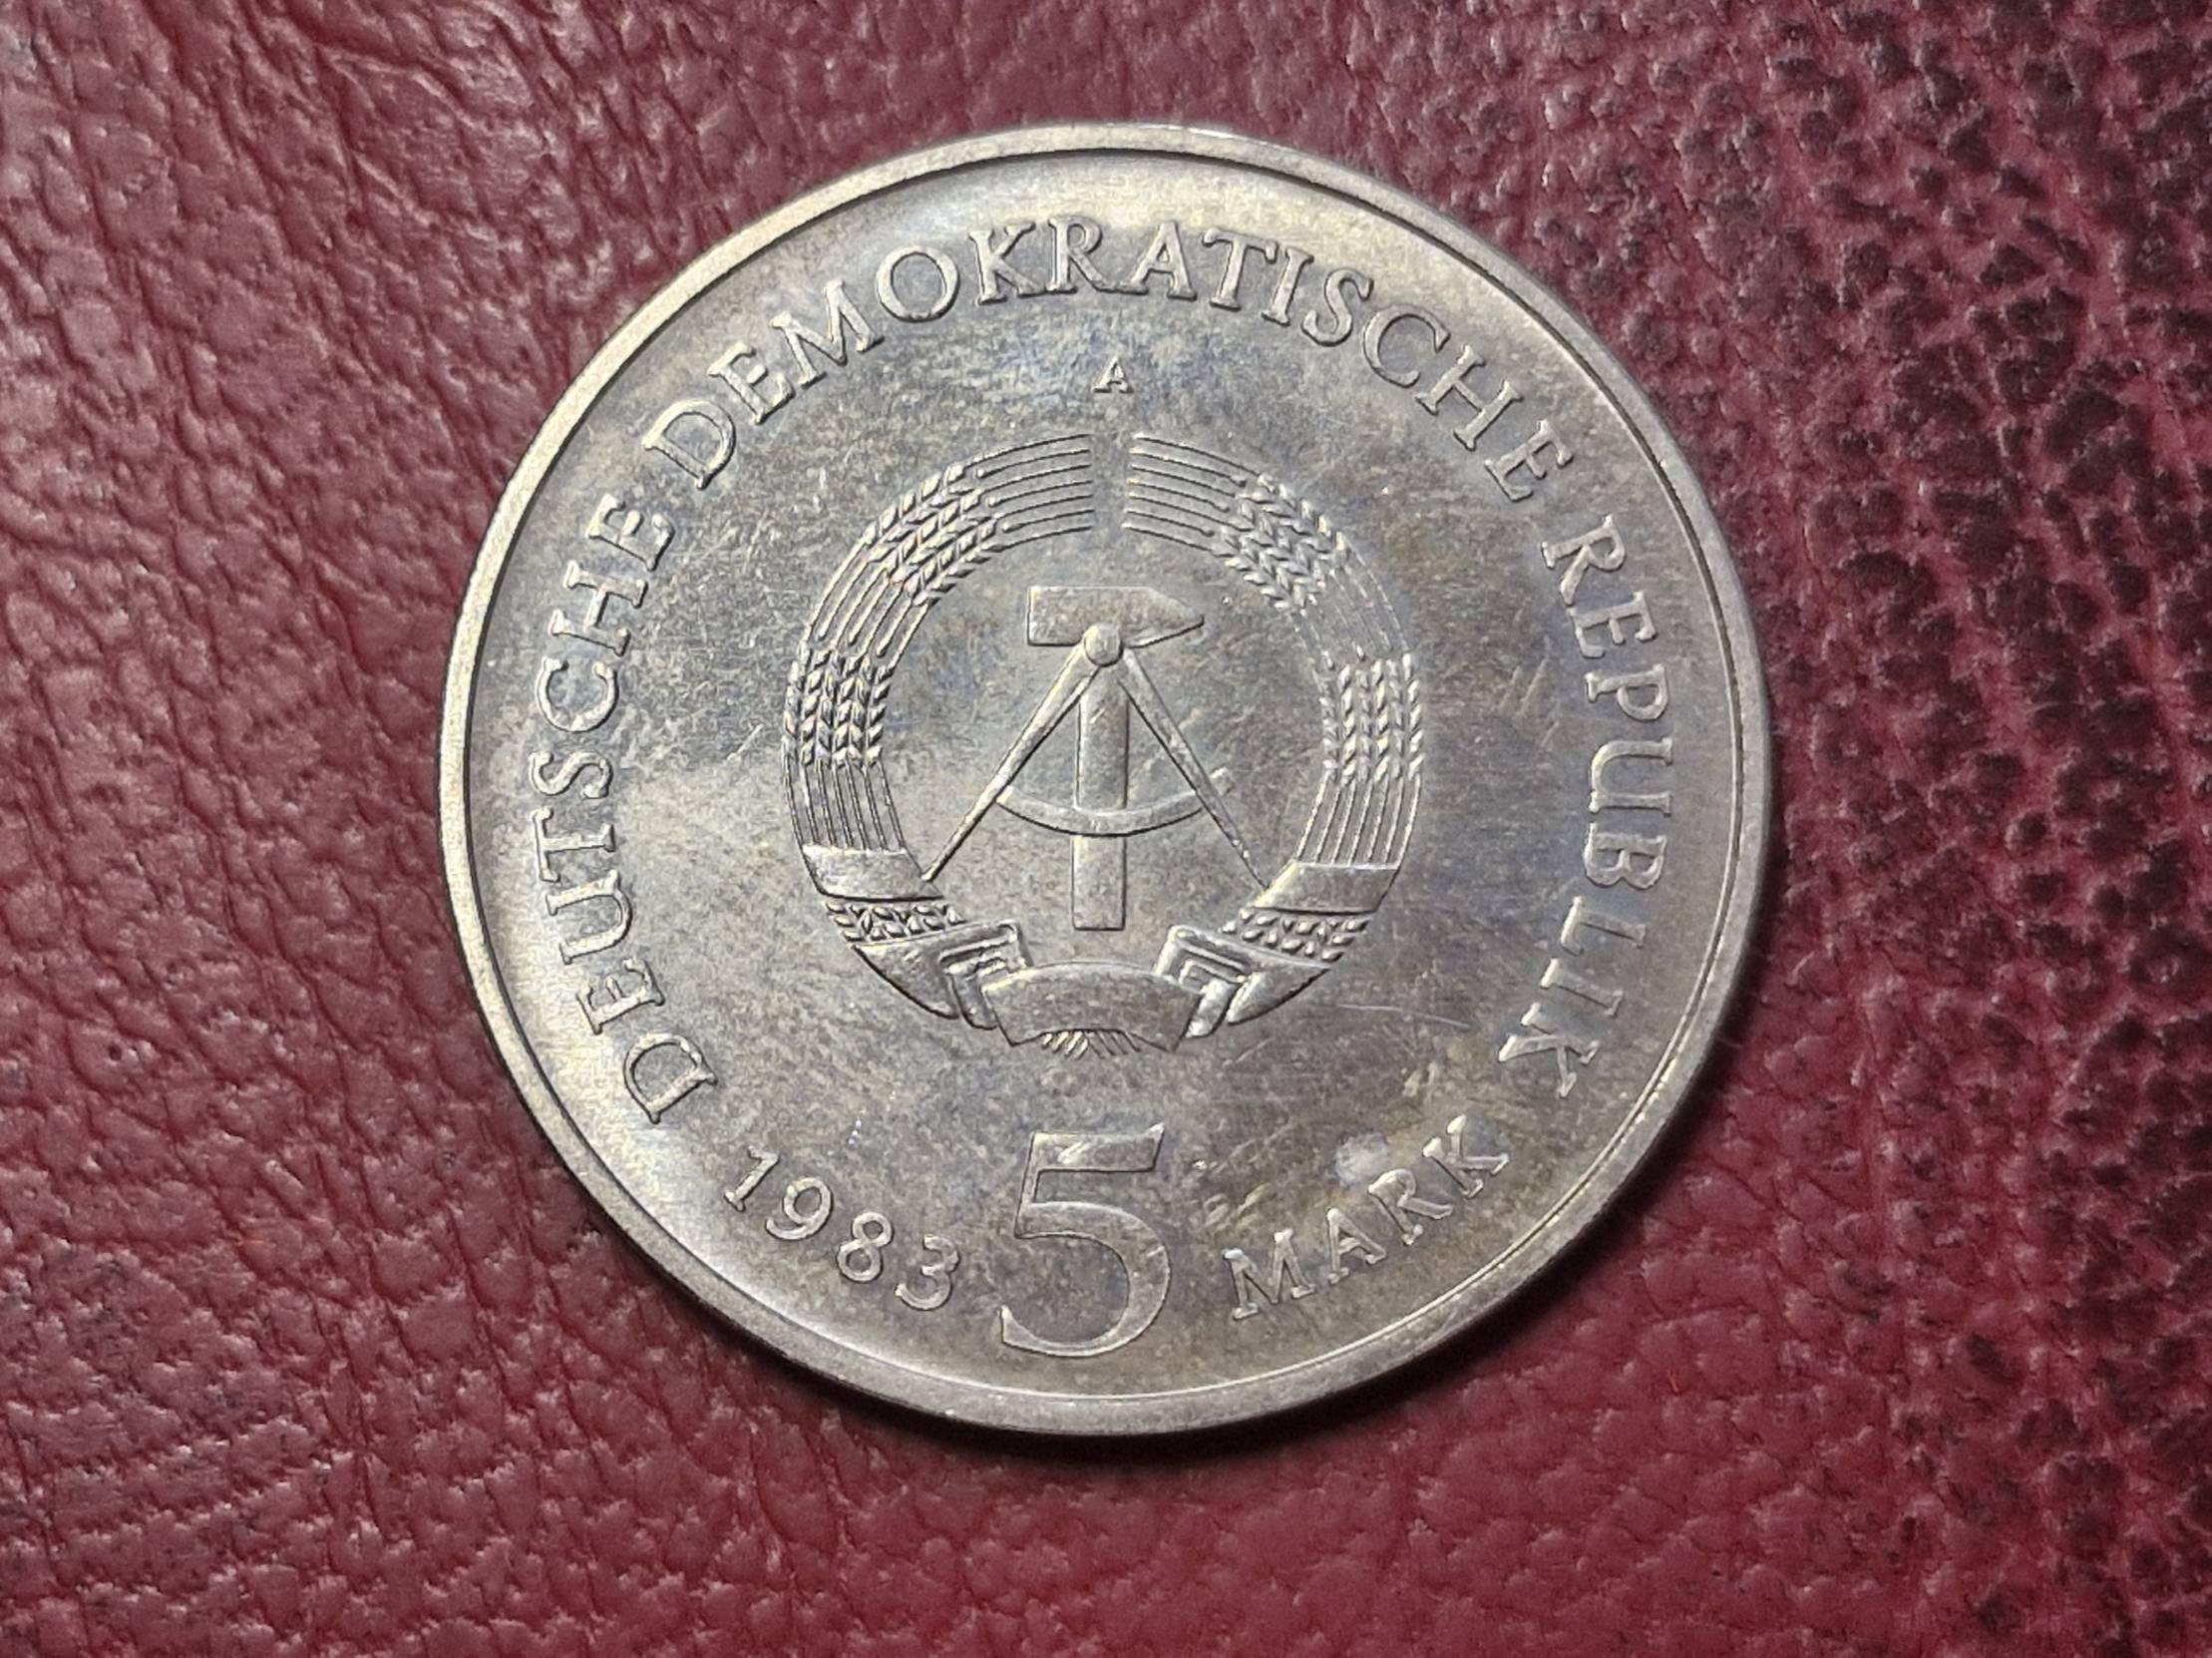 DEUTSCHE DEMOKRATISCHE REPUBLIK
A
1983 5 MARK